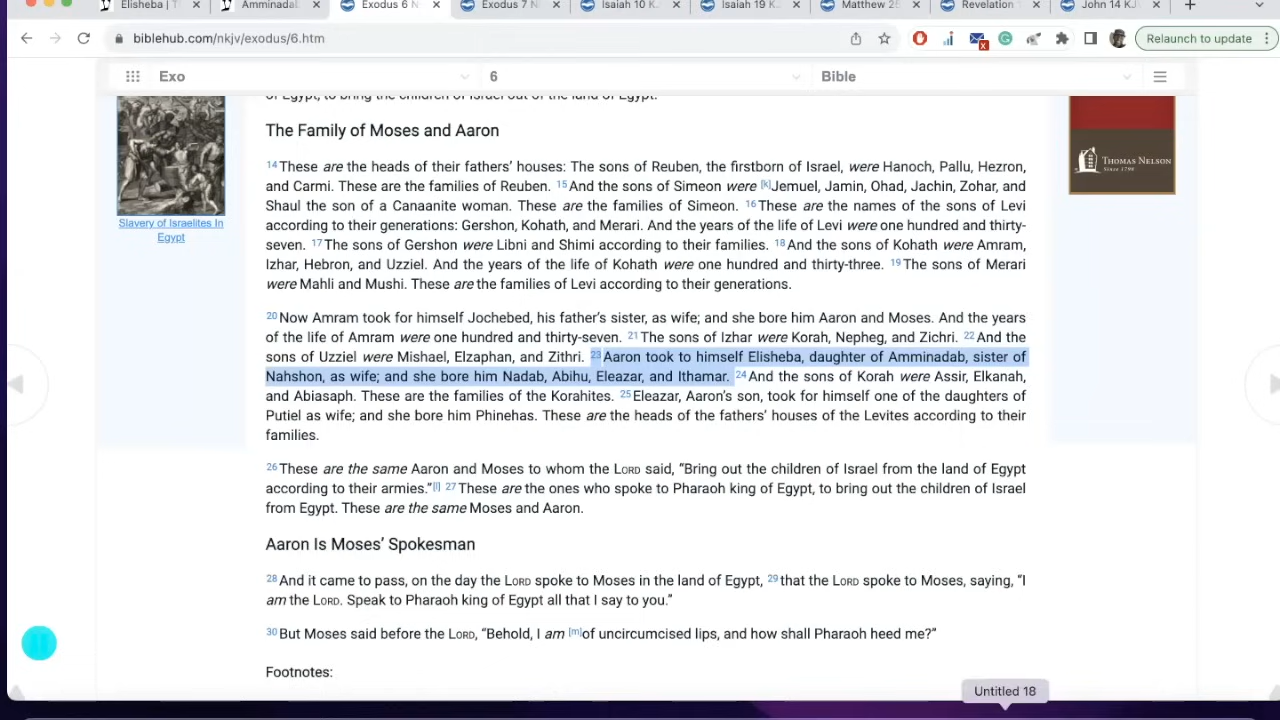 Elisheba | T
Amminadab
Exodus 6 N
Exodus 7 N
Isaiah 10 K
Isaiah 19 K
Matthew 25
Revelation 1
John 14 KJV
biblehub.com/nkjv/exodus/6.htm
Relaunch to update
Exo
6
Bible
of Egypt, to bring the children of Israel out of the land of Egypt.
The Family of Moses and Aaron
14 These are the heads of their fathers’ houses: The sons of Reuben, the firstborn of Israel, were Hanoch, Pallu, Hezron,
and Carmi. These are the families of Reuben. 15 And the sons of Simeon were [k]Jemuel, Jamin, Ohad, Jachin, Zohar, and
Shaul the son of a Canaanite woman. These are the families of Simeon. 16 These are the names of the sons of Levi
according to their generations: Gershon, Kohath, and Merari. And the years of the life of Levi were one hundred and thirty-
seven. 17 The sons of Gershon were Libni and Shimi according to their families. 18 And the sons of Kohath were Amram,
Izhar, Hebron, and Uzziel. And the years of the life of Kohath were one hundred and thirty-three. 19 The sons of Merari
were Mahli and Mushi. These are the families of Levi according to their generations.
20 Now Amram took for himself Jochebed, his father’s sister, as wife; and she bore him Aaron and Moses. And the years
of the life of Amram were one hundred and thirty-seven. 21 The sons of Izhar were Korah, Nepheg, and Zichri. 22 And the
sons of Uzziel were Mishael, Elzaphan, and Zithri. 23 Aaron took to himself Elisheba, daughter of Amminadab, sister of
Nahshon, as wife; and she bore him Nadab, Abihu, Eleazar, and Ithamar. 24 And the sons of Korah were Assir, Elkanah,
and Abiasaph. These are the families of the Korahites. 25 Eleazar, Aaron’s son, took for himself one of the daughters of
Putiel as wife; and she bore him Phinehas. These are the heads of the fathers’ houses of the Levites according to their
families.
26 These are the same Aaron and Moses to whom the LORD said, “Bring out the children of Israel from the land of Egypt
according to their armies.”[l] 27 These are the ones who spoke to Pharaoh king of Egypt, to bring out the children of Israel
from Egypt. These are the same Moses and Aaron.
Aaron Is Moses’ Spokesman
28 And it came to pass, on the day the LORD spoke to Moses in the land of Egypt, 29 that the LORD spoke to Moses, saying, “I
am the LORD. Speak to Pharaoh king of Egypt all that I say to you.”
30 But Moses said before the LORD, “Behold, I am [m]of uncircumcised lips, and how shall Pharaoh heed me?”
Footnotes:
Slavery of Israelites In
Egypt
THOMAS NELSON
Since 1798
Untitled 18